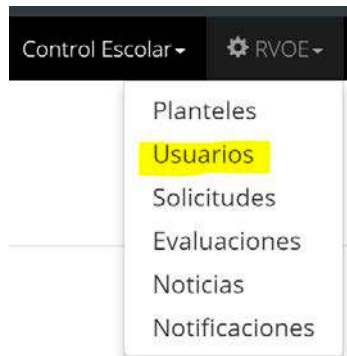 Control Escolar RVOE
Planteles
Usuarios
Solicitudes
Evaluaciones
Noticias
Notificaciones